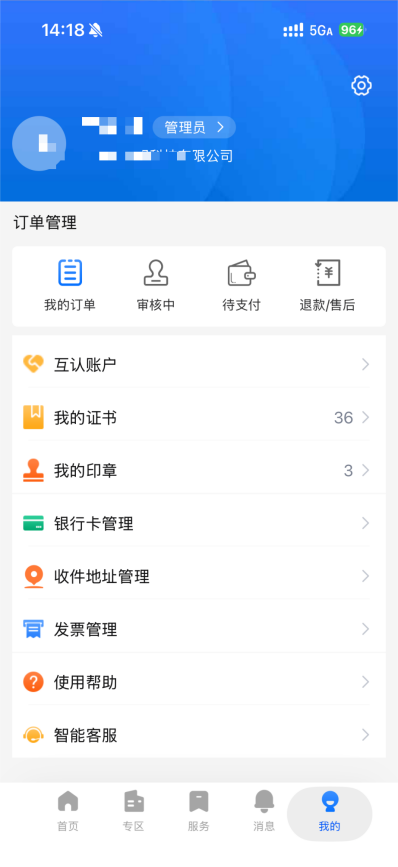 14:18
5GA 96
管理员
有限公司
订单管理
我的订单 审核中 待支付 退款/售后
互认账户
我的证书 36
我的印章 3
银行卡管理
收件地址管理
发票管理
使用帮助
智能客服
首页 专区 服务 消息 我的